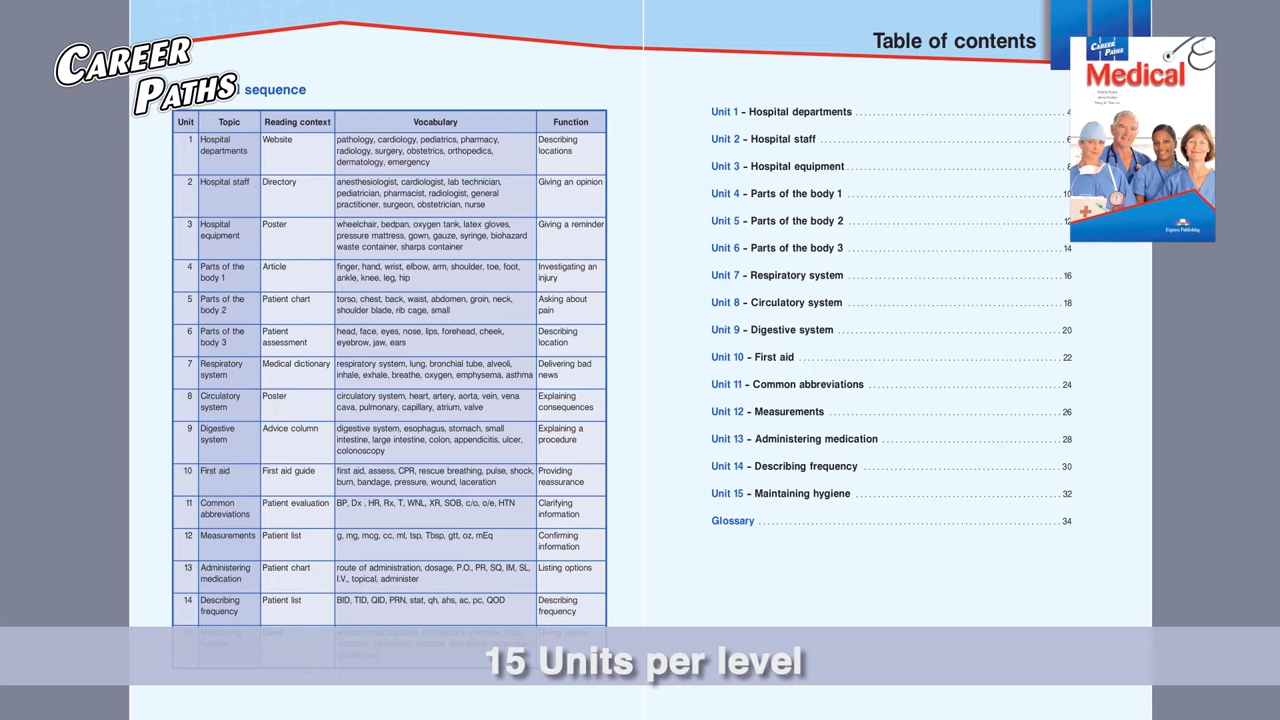 CAREER
PATHS
sequence
Unit Topic Reading context Vocabulary Function
1 Hospital departments Website pathology, cardiology, pediatrics, pharmacy, radiology, surgery, obstetrics, orthopedics, dermatology, emergency Describing locations
2 Hospital staff Directory anesthesiologist, cardiologist, lab technician, pediatrician, pharmacist, radiologist, general practitioner, surgeon, obstetrician, nurse Giving an opinion
3 Hospital equipment Poster wheelchair, bedpan, oxygen tank, latex gloves, pressure mattress, gown, gauze, syringe, biohazard waste container, sharps container Giving a reminder
4 Parts of the body 1 Article finger, hand, wrist, elbow, arm, shoulder, toe, foot, ankle, knee, leg, hip Investigating an injury
5 Parts of the body 2 Patient chart torso, chest, back, waist, abdomen, groin, neck, shoulder blade, rib cage, small Asking about pain
6 Parts of the body 3 Patient assessment head, face, eyes, nose, lips, forehead, cheek, eyebrow, jaw, ears Describing location
7 Respiratory system Medical dictionary respiratory system, lung, bronchial tube, alveoli, inhale, exhale, breathe, oxygen, emphysema, asthma Delivering bad news
8 Circulatory system Poster circulatory system, heart, artery, aorta, vein, vena cava, pulmonary, capillary, atrium, valve Explaining consequences
9 Digestive system Advice column digestive system, esophagus, stomach, small intestine, large intestine, colon, appendicitis, ulcer, colonoscopy Explaining a procedure
10 First aid First aid guide first aid, assess, CPR, rescue breathing, pulse, shock, burn, bandage, pressure, wound, laceration Providing reassurance
11 Common abbreviations Patient evaluation BP, Dx , HR, Rx, T, WNL, XR, SOB, c/o, o/e, HTN Clarifying information
12 Measurements Patient list g, mg, mcg, cc, ml, tsp, Tbsp, gtt, oz, mEq Confirming information
13 Administering medication Patient chart route of administration, dosage, P.O., PR, SQ, IM, SL, I.V., topical, administer Listing options
14 Describing frequency Patient list BID, TID, QID, PRN, stat, qh, ahs, ac, pc, QOD Describing frequency
Table of contents
Unit 1 - Hospital departments 4
Unit 2 - Hospital staff 6
Unit 3 - Hospital equipment 8
Unit 4 - Parts of the body 1 10
Unit 5 - Parts of the body 2 12
Unit 6 - Parts of the body 3 14
Unit 7 - Respiratory system 16
Unit 8 - Circulatory system 18
Unit 9 - Digestive system 20
Unit 10 - First aid 22
Unit 11 - Common abbreviations 24
Unit 12 - Measurements 26
Unit 13 - Administering medication 28
Unit 14 - Describing frequency 30
Unit 15 - Maintaining hygiene 32
Glossary 34
CAREER
PATHS
Medical
Express Publishing
15 Units per level